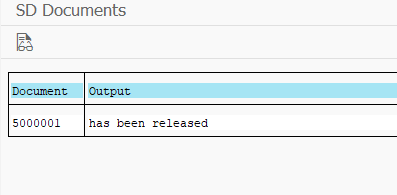 SD Documents
Document Output
5000001 has been released